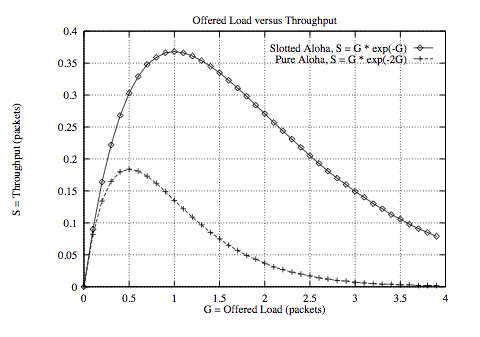 Offered Load versus Throughput
Slotted Aloha, S = G * exp(-G)
Pure Aloha, S = G * exp(-2G)
S = Throughput (packets)
0.4
0.35
0.3
0.25
0.2
0.15
0.1
0.05
0
0 0.5 1 1.5 2 2.5 3 3.5 4
G = Offered Load (packets)